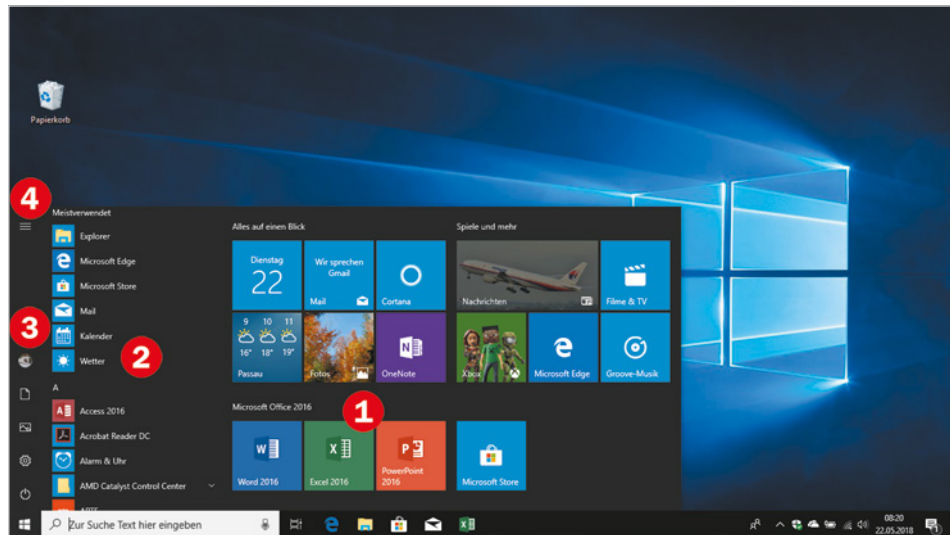 Papierkorb
4
Meistverwendet
Explorer
Microsoft Edge
Microsoft Store
Mail
3
Kalender
Wetter
2
A
Access 2016
Acrobat Reader DC
Alarm & Uhr
AMD Catalyst Control Center
Alles auf einen Blick
Dienstag
22
Wir sprechen
Gmail
Mail
Cortana
9 10 11
16° 18° 19°
Passau
Fotos
OneNote
Spiele und mehr
Nachrichten
Filme & TV
Xbox
Microsoft Edge
Groove-Musik
Microsoft Office 2016
1
Word 2016
Excel 2016
PowerPoint
2016
Microsoft Store
Zur Suche Text hier eingeben
08:20
22.05.2018